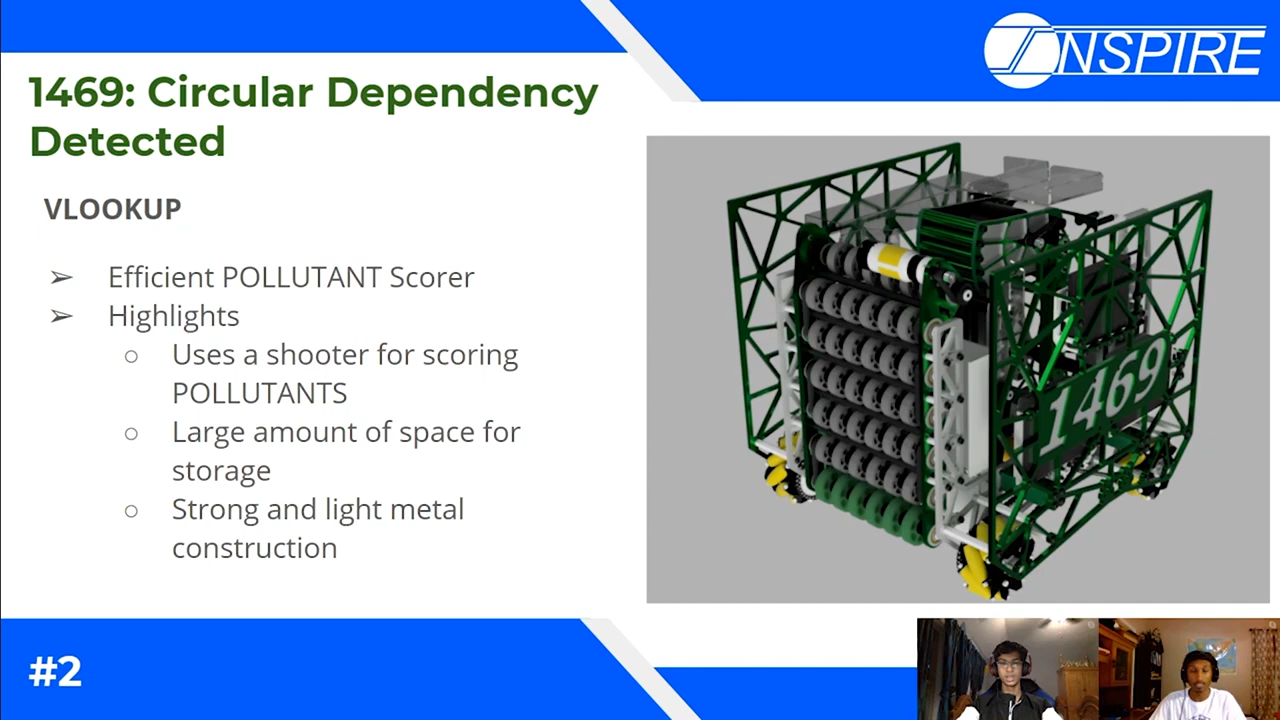 INSPIRE
1469: Circular Dependency
Detected
VLOOKUP
➢ Efficient POLLUTANT Scorer
➢ Highlights
○ Uses a shooter for scoring
POLLUTANTS
○ Large amount of space for
storage
○ Strong and light metal
construction
1469
#2